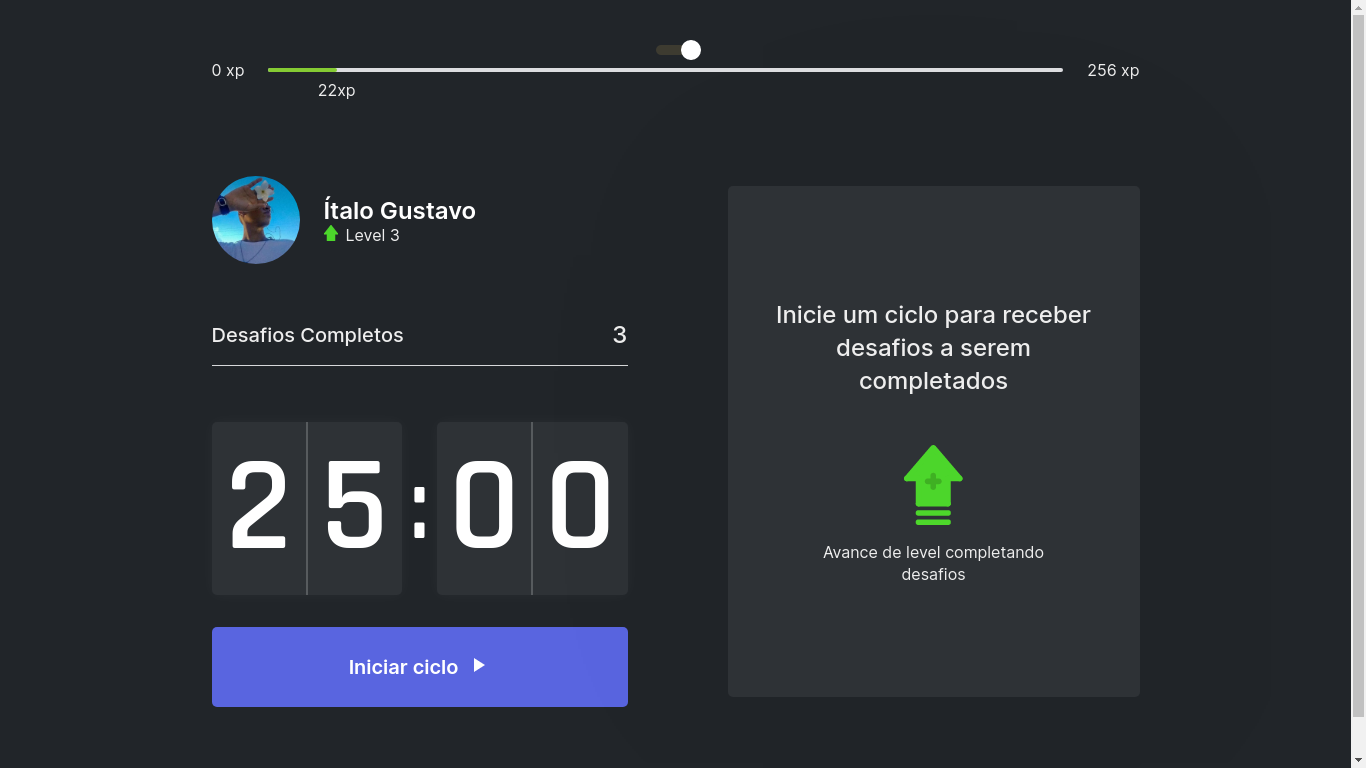 0 xp
256 xp
22xp
Ítalo Gustavo
Level 3
Desafios Completos
3
25:00
Iniciar ciclo
Inicie um ciclo para receber
desafios a serem
completados
Avance de level completando
desafios